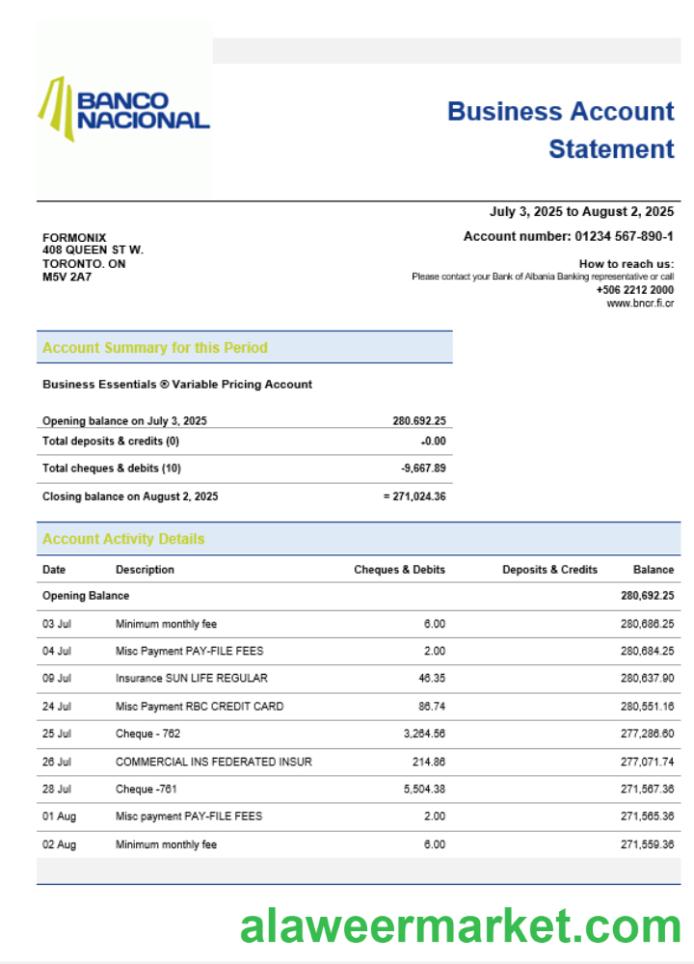 BANCO
NACIONAL
Business Account
Statement
July 3, 2025 to August 2, 2025
FORMONIX
408 QUEEN ST W.
TORONTO. ON
M5V 2A7
Account number: 01234 567-890-1
How to reach us:
Please contact your Bank of Albania Banking representative or call
+506 2212 2000
www.bncr.fi.cr
Account Summary for this Period
Business Essentials ® Variable Pricing Account
Opening balance on July 3, 2025 280.692.25
Total deposits & credits (0) -0.00
Total cheques & debits (10) -9,667.89
Closing balance on August 2, 2025 = 271,024.36
Account Activity Details
Date Description Cheques & Debits Deposits & Credits Balance
Opening Balance 280,692.25
03 Jul Minimum monthly fee 6.00 280,686.25
04 Jul Misc Payment PAY-FILE FEES 2.00 280,684.25
09 Jul Insurance SUN LIFE REGULAR 46.35 280,637.90
24 Jul Misc Payment RBC CREDIT CARD 86.74 280,551.16
25 Jul Cheque - 762 3,264.56 277,286.60
26 Jul COMMERCIAL INS FEDERATED INSUR 214.86 277,071.74
28 Jul Cheque -761 5,504.38 271,567.36
01 Aug Misc payment PAY-FILE FEES 2.00 271,565.36
02 Aug Minimum monthly fee 6.00 271,559.36
alaweermarket.com